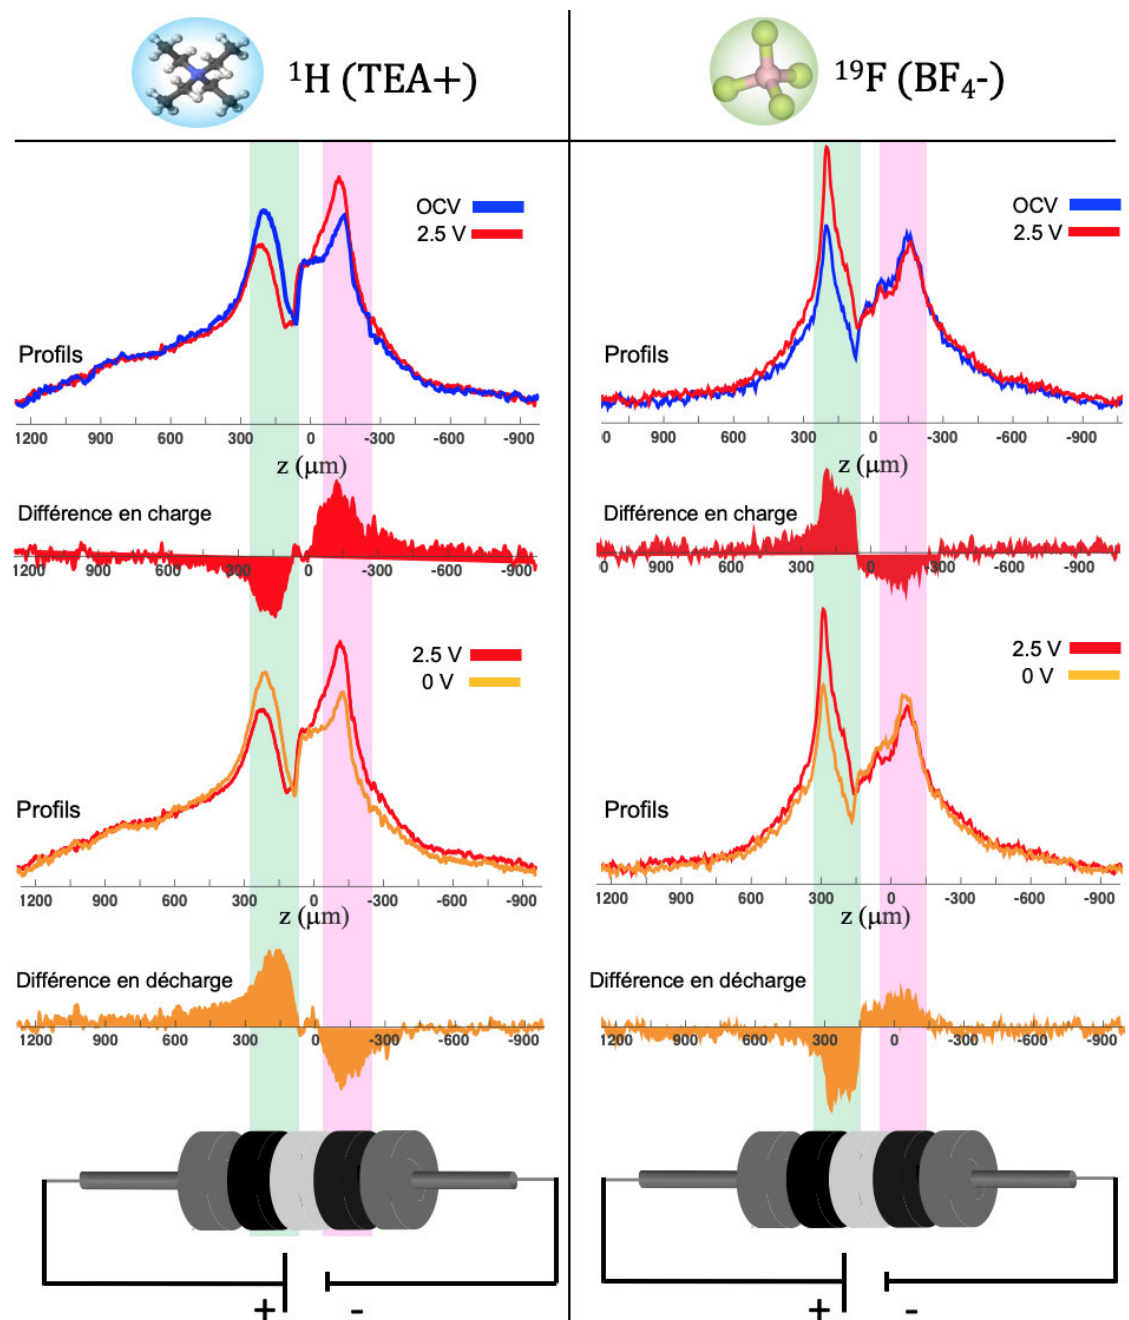 ¹H (TEA+)
¹⁹F (BF₄-)
OCV
2.5 V
Profils
1200 900 600 300 0 -300 -600 -900
z (μm)
Différence en charge
1200 900 600 300 0 -300 -600 -900
2.5 V
0 V
Profils
1200 900 600 300 0 -300 -600 -900
z (μm)
Différence en décharge
1200 900 600 300 0 -300 -600 -900
+ -
OCV
2.5 V
Profils
0 900 600 300 0 -300 -600 -900
z (μm)
Différence en charge
0 900 600 300 0 -300 -600 -900
2.5 V
0 V
Profils
1200 900 600 300 0 -300 -600 -900
z (μm)
Différence en décharge
1200 900 600 300 0 -300 -600 -900
+ -